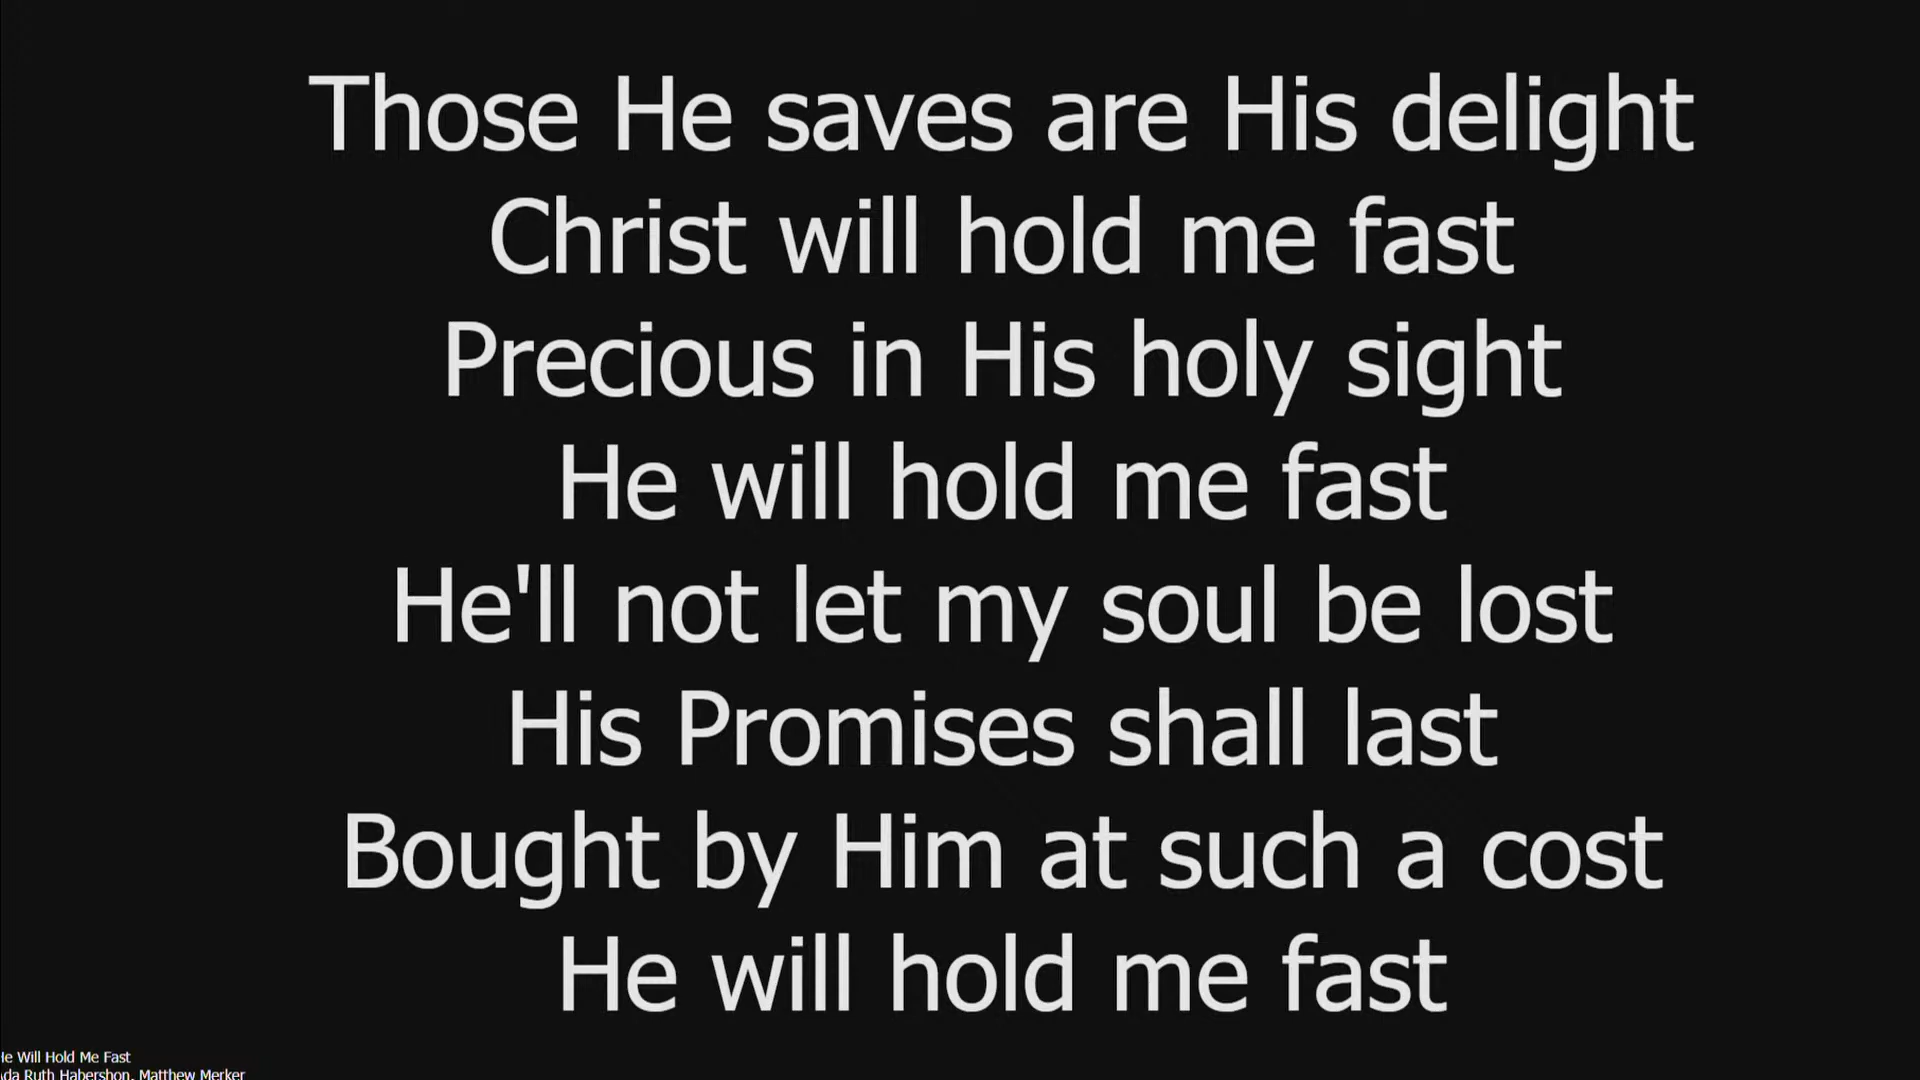 Those He saves are His delight
Christ will hold me fast
Precious in His holy sight
He will hold me fast
He'll not let my soul be lost
His Promises shall last
Bought by Him at such a cost
He will hold me fast
He Will Hold Me Fast
Ada Ruth Habershon, Matthew Merker